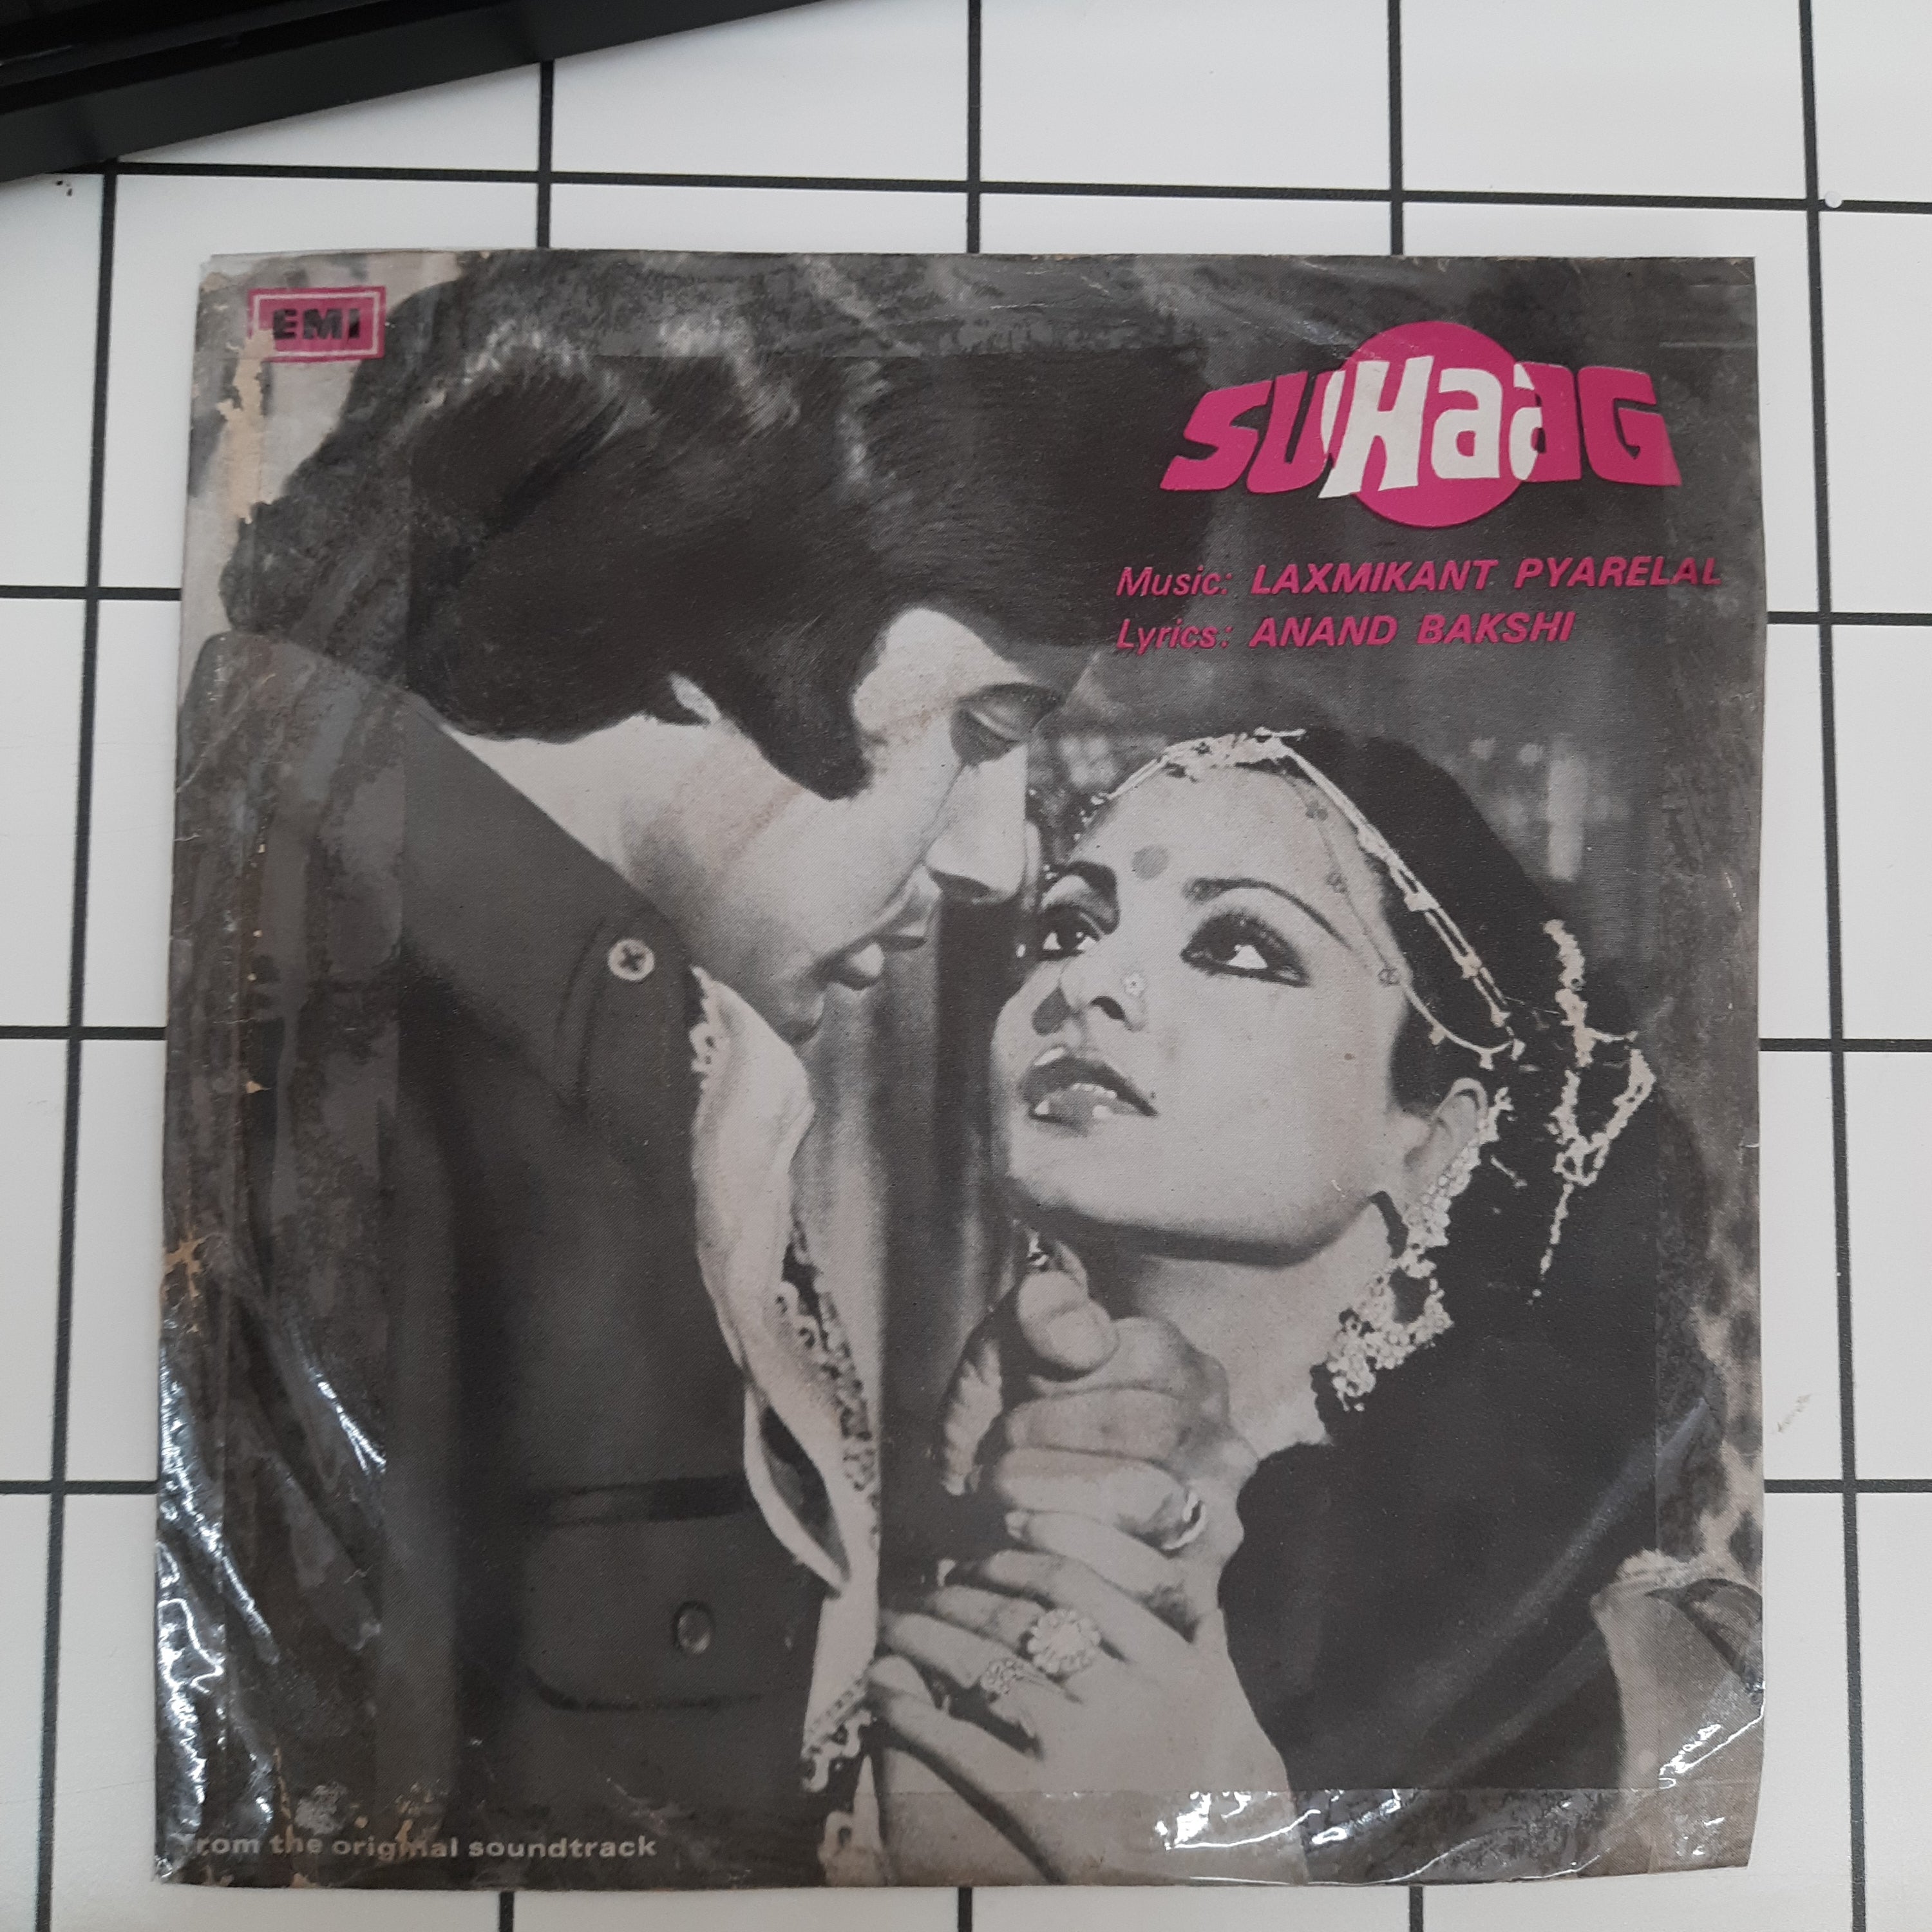 EMI
SUHaaG
Music: LAXMIKANT PYARELAL
Lyrics: ANAND BAKSHI
from the original soundtrack